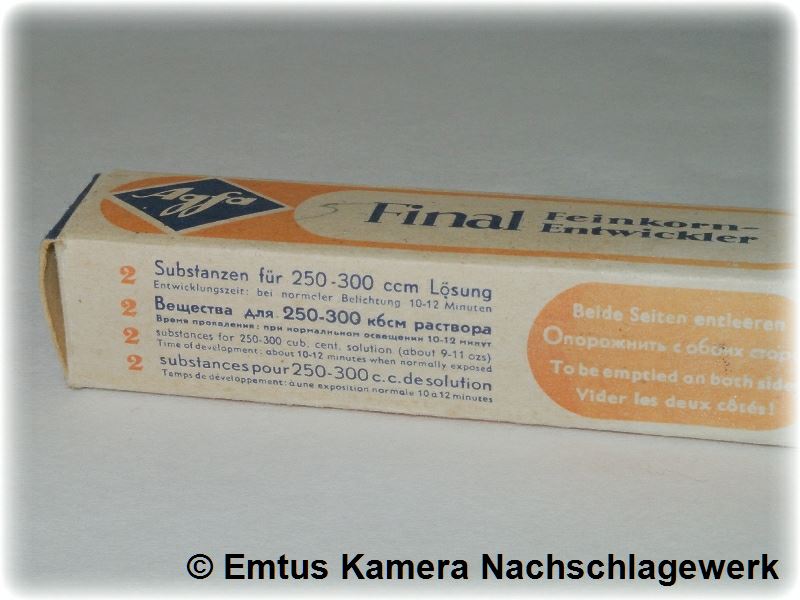 Agfa
Final Feinkorn-
Entwickler
2 Substanzen für 250-300 ccm Lösung
Entwicklungszeit: bei normaler Belichtung 10-12 Minuten
2 Вещества для 250-300 кбсм раствора
Время проявления: при нормальном освещении 10-12 минут
2 substances for 250-300 cub. cent. solution (about 9-11 ozs)
Time of development: about 10-12 minutes when normally exposed
2 substances pour 250-300 c.c. de solution
Temps de développement: à une exposition normale 10 a 12 minutes
Beide Seiten entleeren
Опорожнить с обоих
To be emptied on both
Vider les deux côtés!
© Emtus Kamera Nachschlagewerk